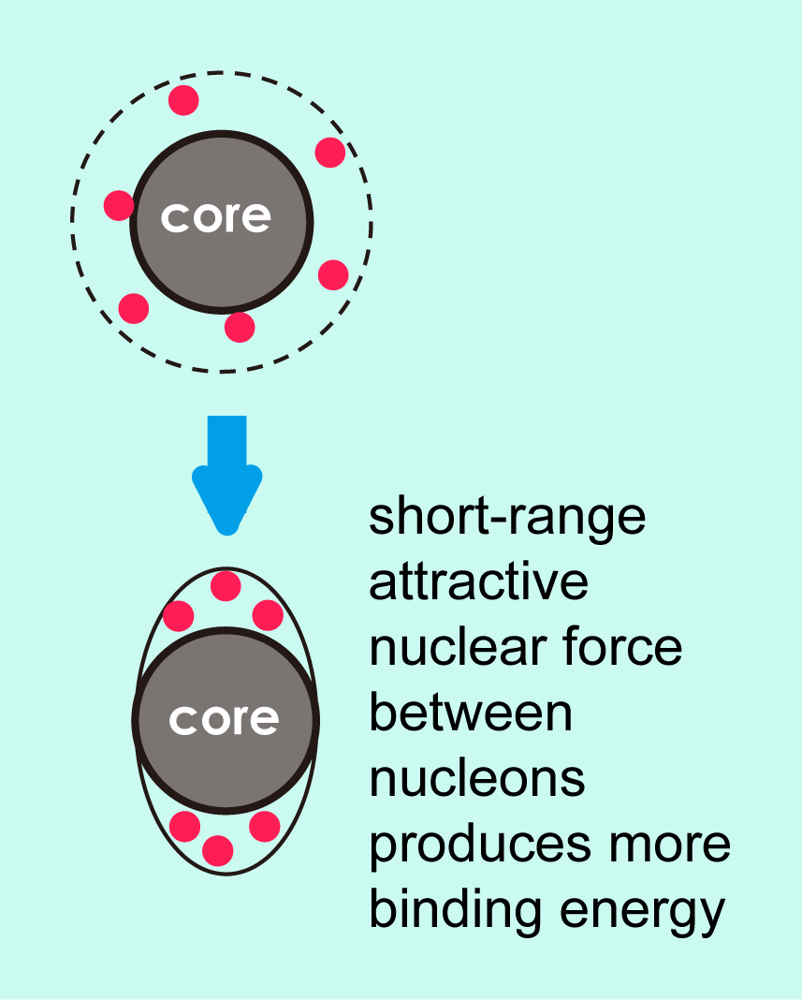 core
core
short-range
attractive
nuclear force
between
nucleons
produces more
binding energy